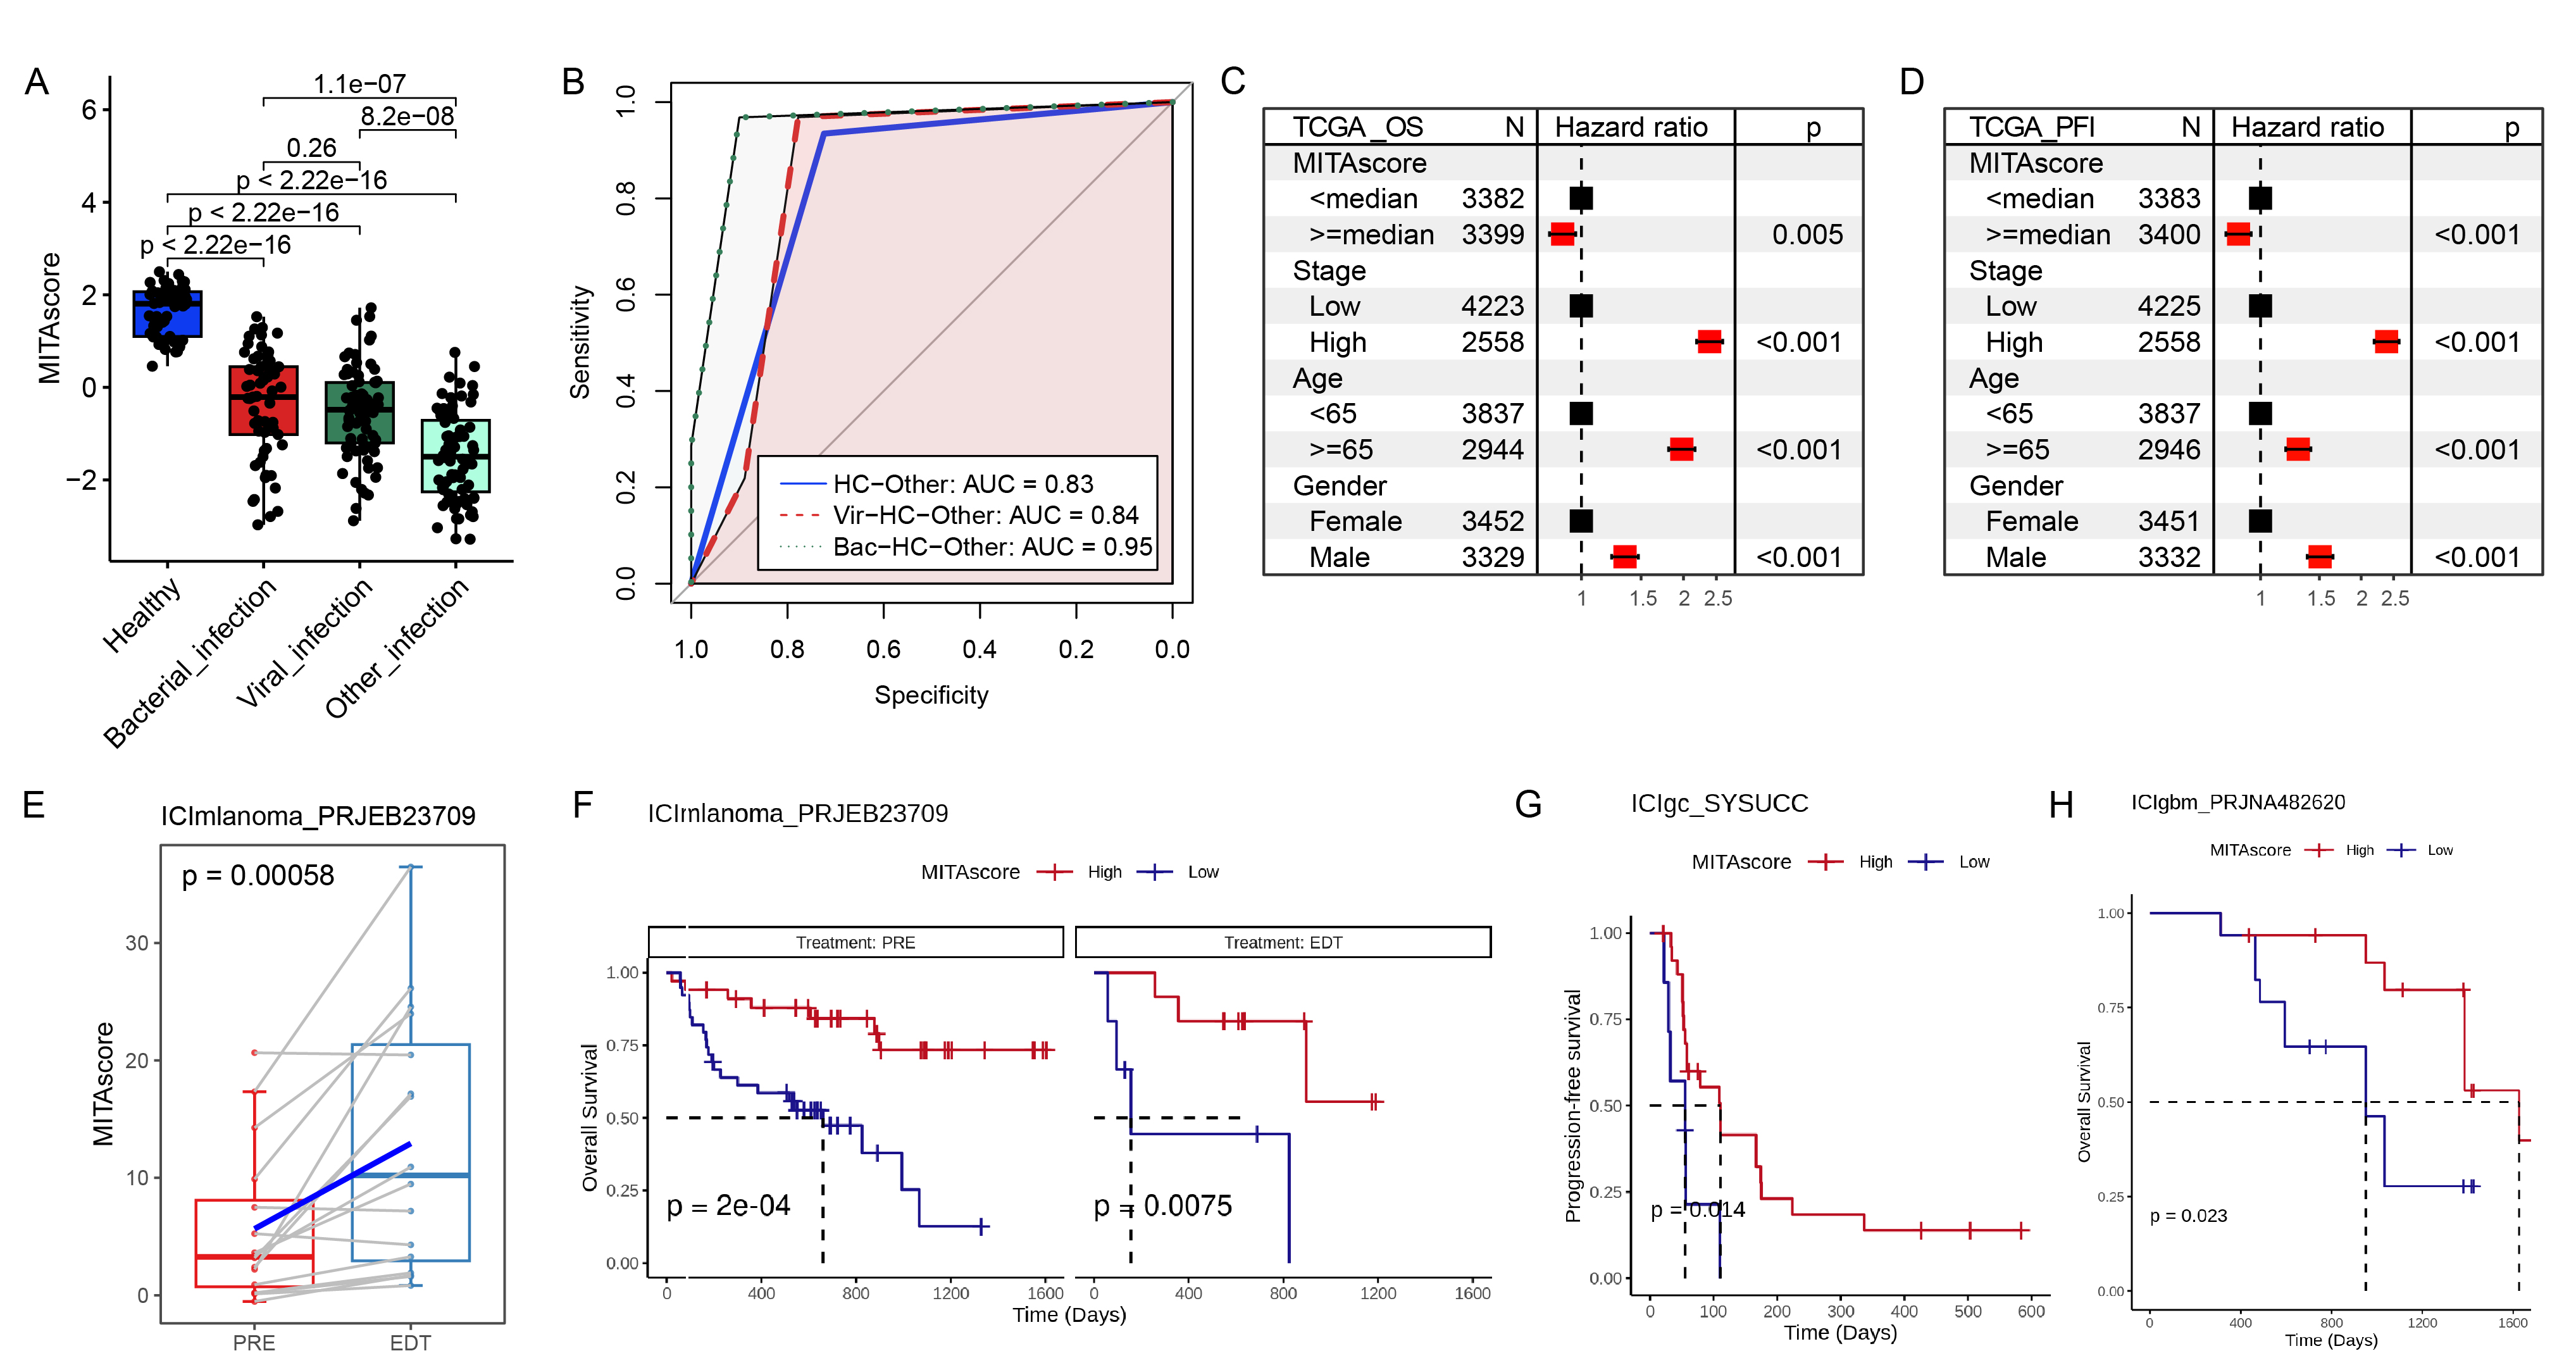 A
1.1e−07
8.2e−08
0.26
p < 2.22e−16
p < 2.22e−16
p < 2.22e−16
MITAscore
6
4
2
0
−2
Healthy
Bacterial_infection
Viral_infection
Other_infection
B
Sensitivity
1.0
0.8
0.6
0.4
0.2
0.0
HC−Other: AUC = 0.83
Vir−HC−Other: AUC = 0.84
Bac−HC−Other: AUC = 0.95
1.0 0.8 0.6 0.4 0.2 0.0
Specificity
C
TCGA_OS N Hazard ratio p
MITAscore
<median 3382
>=median 3399 0.005
Stage
Low 4223
High 2558 <0.001
Age
<65 3837
>=65 2944 <0.001
Gender
Female 3452
Male 3329 <0.001
1 1.5 2 2.5
D
TCGA_PFI N Hazard ratio p
MITAscore
<median 3383
>=median 3400 <0.001
Stage
Low 4225
High 2558 <0.001
Age
<65 3837
>=65 2946 <0.001
Gender
Female 3451
Male 3332 <0.001
1 1.5 2 2.5
E
ICImlanoma_PRJEB23709
p = 0.00058
MITAscore
30
20
10
0
PRE EDT
F
ICImlanoma_PRJEB23709
MITAscore High Low
Treatment: PRE Treatment: EDT
Overall Survival
1.00
0.75
0.50
0.25
0.00
p = 2e-04
p = 0.0075
0 400 800 1200 1600 0 400 800 1200 1600
Time (Days)
G
ICIgc_SYSUCC
MITAscore High Low
Progression-free survival
1.00
0.75
0.50
0.25
0.00
p = 0.014
0 100 200 300 400 500 600
Time (Days)
H
ICIgbm_PRJNA482620
MITAscore High Low
Overall Survival
1.00
0.75
0.50
0.25
0.00
p = 0.023
0 400 800 1200 1600
Time (Days)